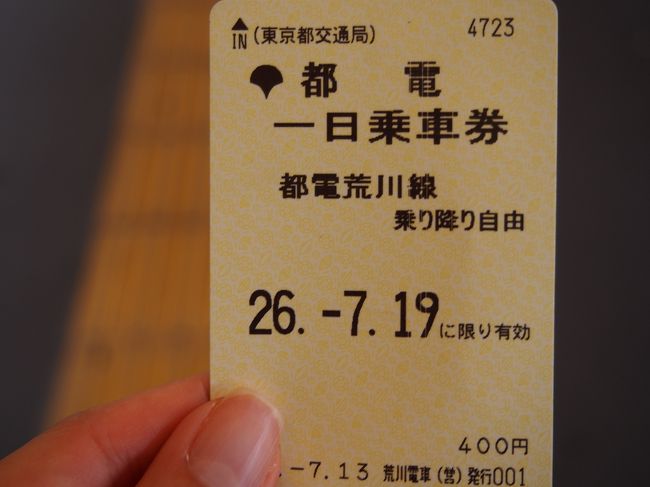 IN (東京都交通局) 4723
都電
一日乗車券
都電荒川線
乗り降り自由
26.-7.19に限り有効
400円
.-7.13 荒川電車(営)発行001